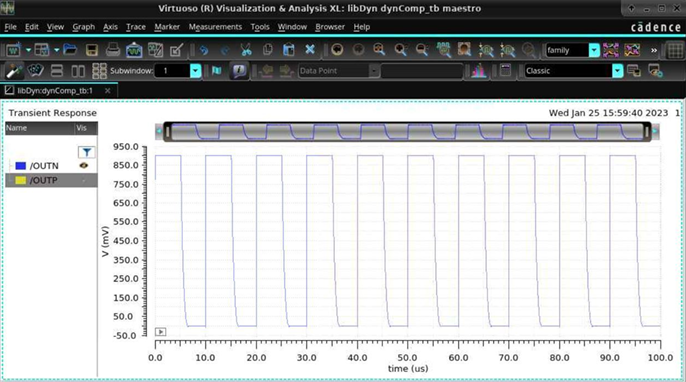 Virtuoso (R) Visualization & Analysis XL: libDyn dynComp_tb maestro
File Edit View Graph Axis Trace Marker Measurements Tools Window Browser Help
cādence
family
Subwindow: 1 Data Point Classic
libDyn:dynComp_tb:1
Transient Response Wed Jan 25 15:59:40 2023 1
Name Vis
/OUTN
/OUTP
V (mV)
950.0
850.0
750.0
650.0
550.0
450.0
350.0
250.0
150.0
50.0
-50.0
0.0 10.0 20.0 30.0 40.0 50.0 60.0 70.0 80.0 90.0 100.0
time (us)